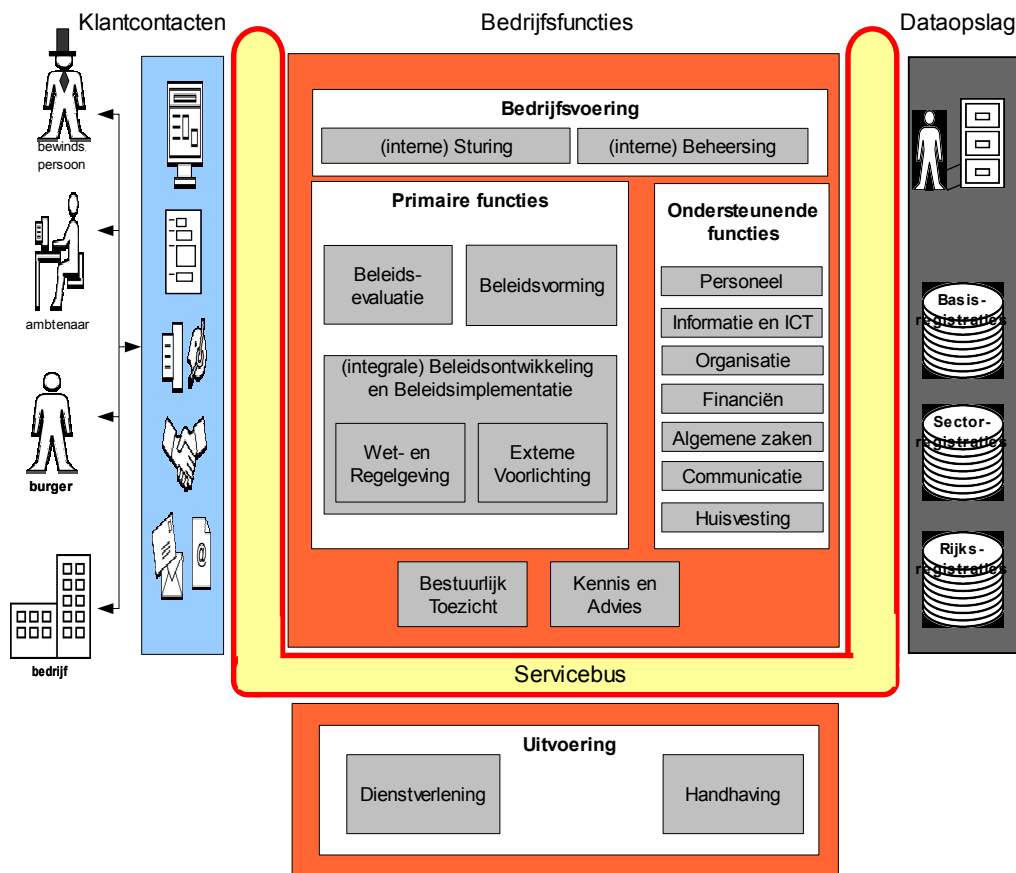 Klantcontacten
Bedrijfsfuncties
Dataopslag
bewinds
persoon
ambtenaar
burger
bedrijf
@
Bedrijfsvoering
(interne) Sturing
(interne) Beheersing
Primaire functies
Beleids-
evaluatie
Beleidsvorming
(integrale) Beleidsontwikkeling
en Beleidsimplementatie
Wet- en
Regelgeving
Externe
Voorlichting
Ondersteunende
functies
Personeel
Informatie en ICT
Organisatie
Financiën
Algemene zaken
Communicatie
Huisvesting
Bestuurlijk
Toezicht
Kennis en
Advies
Basis-
registraties
Sector-
registraties
Rijks-
registraties
Servicebus
Uitvoering
Dienstverlening
Handhaving